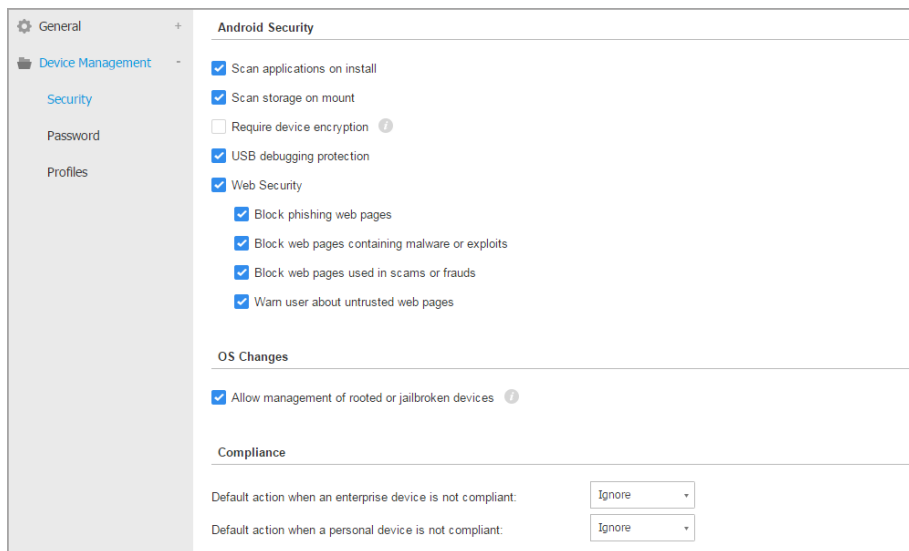 General +
Device Management -
Security
Password
Profiles
Android Security
Scan applications on install
Scan storage on mount
Require device encryption i
USB debugging protection
Web Security
Block phishing web pages
Block web pages containing malware or exploits
Block web pages used in scams or frauds
Warn user about untrusted web pages
OS Changes
Allow management of rooted or jailbroken devices i
Compliance
Default action when an enterprise device is not compliant: Ignore
Default action when a personal device is not compliant: Ignore